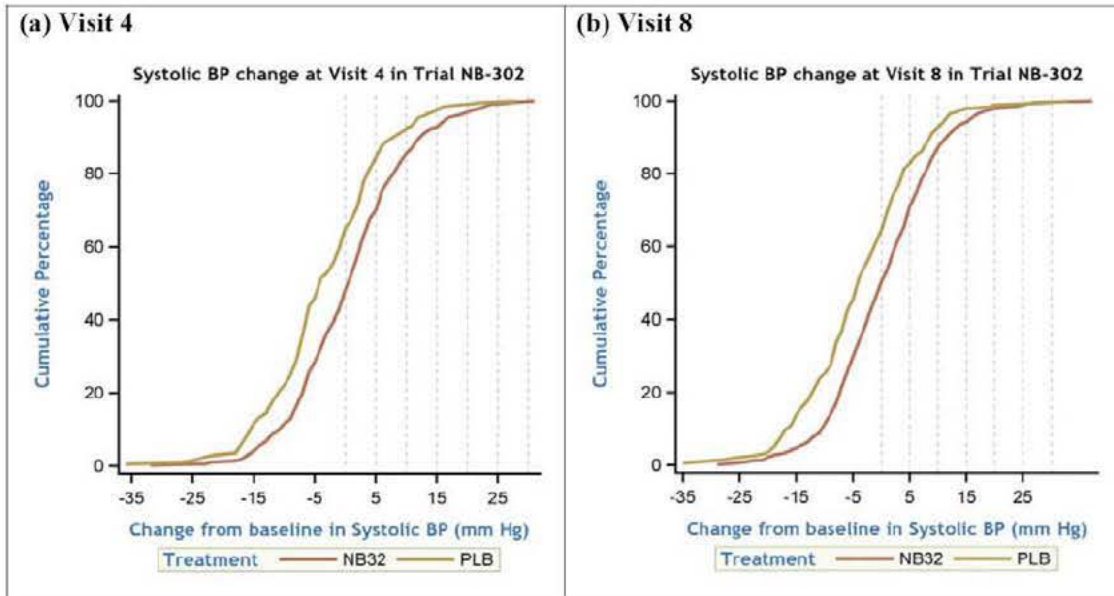 (a) Visit 4
Systolic BP change at Visit 4 in Trial NB-302
Cumulative Percentage
100
80
60
40
20
0
-35 -25 -15 -5 5 15 25
Change from baseline in Systolic BP (mm Hg)
Treatment NB32 PLB
(b) Visit 8
Systolic BP change at Visit 8 in Trial NB-302
Cumulative Percentage
100
80
60
40
20
0
-35 -25 -15 -5 5 15 25
Change from baseline in Systolic BP (mm Hg)
Treatment NB32 PLB